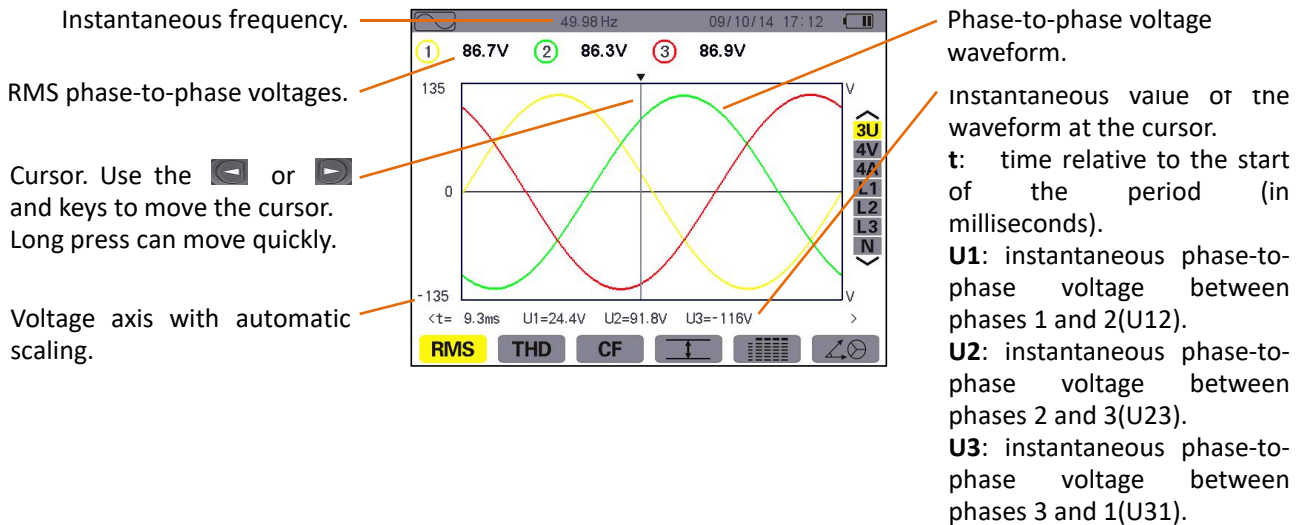 Instantaneous frequency.
RMS phase-to-phase voltages.
Cursor. Use the or
and keys to move the cursor.
Long press can move quickly.
Voltage axis with automatic
scaling.
49.98 Hz 09/10/14 17:12
1 86.7V 2 86.3V 3 86.9V
135 V
3U
4V
4A
L1
L2
L3
N
0
-135 V
<t= 9.3ms U1=24.4V U2=91.8V U3=-116V >
RMS THD CF
Phase-to-phase voltage
waveform.
Instantaneous value of the
waveform at the cursor.
t: time relative to the start
of the period (in
milliseconds).
U1: instantaneous phase-to-
phase voltage between
phases 1 and 2(U12).
U2: instantaneous phase-to-
phase voltage between
phases 2 and 3(U23).
U3: instantaneous phase-to-
phase voltage between
phases 3 and 1(U31).